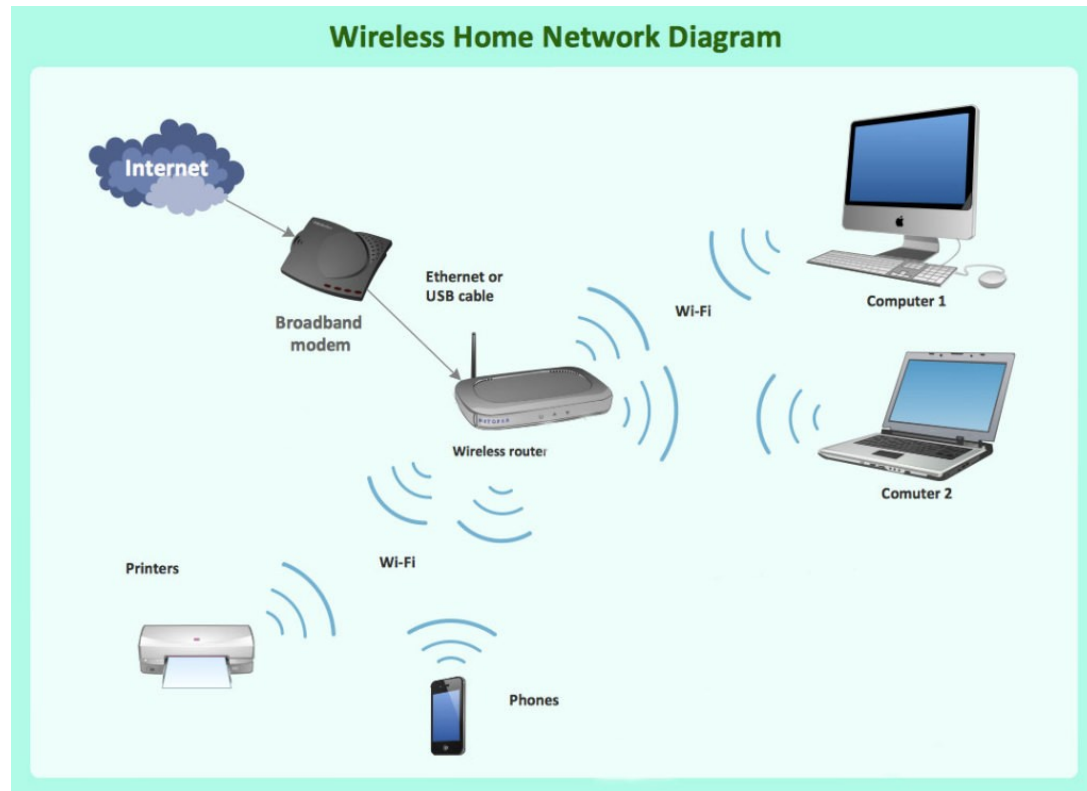 Wireless Home Network Diagram
Internet
Ethernet or
USB cable
Broadband
modem
Wi-Fi
Computer 1
NETGEAR
Wireless router
Comuter 2
Wi-Fi
Printers
Phones